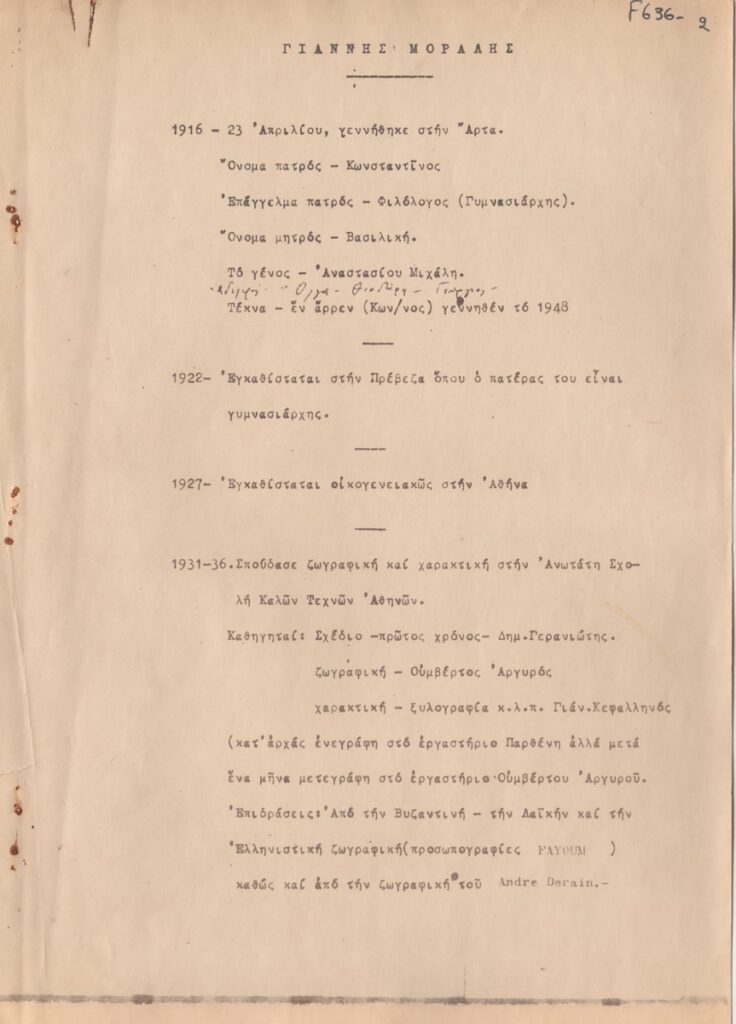 F636- 2
ΓΙΑΝΝΗΣ ΜΟΡΑΛΗΣ
1916 - 23 Ἀπριλίου, γεννήθηκε στήν Ἄρτα.
Ὄνομα πατρός - Κωνσταντῖνος
Ἐπάγγελμα πατρός - Φιλόλογος (Γυμνασιάρχης).
Ὄνομα μητρός - Βασιλική.
Τό γένος - Ἀναστασίου Μιχάλη.
Ὄλγα -
Τέκνα - ἕν ἄρρεν (Κων/νος) γεννηθέν τό 1948
1922- Ἐγκαθίσταται στήν Πρέβεζα ὅπου ὁ πατέρας του εἶναι
γυμνασιάρχης.
1927- Ἐγκαθίσταται οἰκογενειακῶς στήν Ἀθήνα
1931-36.Σπούδασε ζωγραφική καί χαρακτική στήν Ἀνωτάτη Σχο-
λή Καλῶν Τεχνῶν Ἀθηνῶν.
Καθηγηταί: Σχέδιο -πρῶτος χρόνος- Δημ.Γερανιώτης.
ζωγραφική - Οὐμβέρτος Ἀργυρός
χαρακτική - ξυλογραφία κ.λ.π. Γιάν.Κεφαλληνός
(κατ'ἀρχάς ἐνεγράφη στό ἐργαστήριο Παρθένη ἀλλά μετά
ἕνα μῆνα μετεγράφη στό ἐργαστήριο Οὐμβέρτου Ἀργυροῦ.
Ἐπιδράσεις: Ἀπό τήν Βυζαντινή - τήν Λαϊκήν καί τήν
Ἑλληνιστική ζωγραφική(προσωπογραφίες FAYOUM )
καθώς καί ἀπό τήν ζωγραφική τοῦ Andre Derain.-